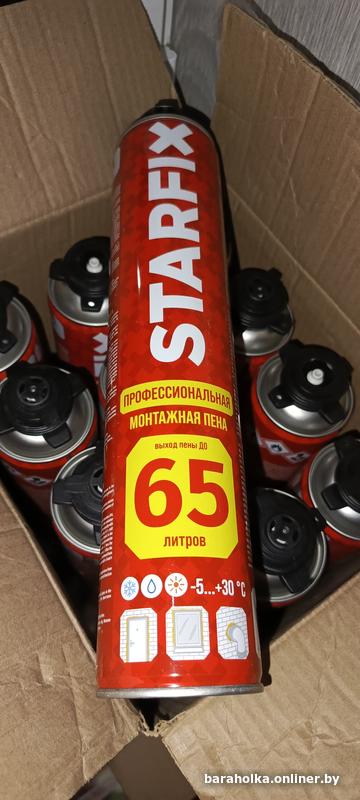 STARFIX
ПРОФЕССИОНАЛЬНАЯ
МОНТАЖНАЯ ПЕНА
ВЫХОД ПЕНЫ ДО
65
ЛИТРОВ
-5...+30 °C
baraholka.onliner.by